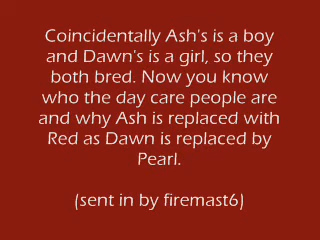 Coincidentally Ash's is a boy
and Dawn's is a girl, so they
both bred. Now you know
who the day care people are
and why Ash is replaced with
Red as Dawn is replaced by
Pearl.
(sent in by firemast6)